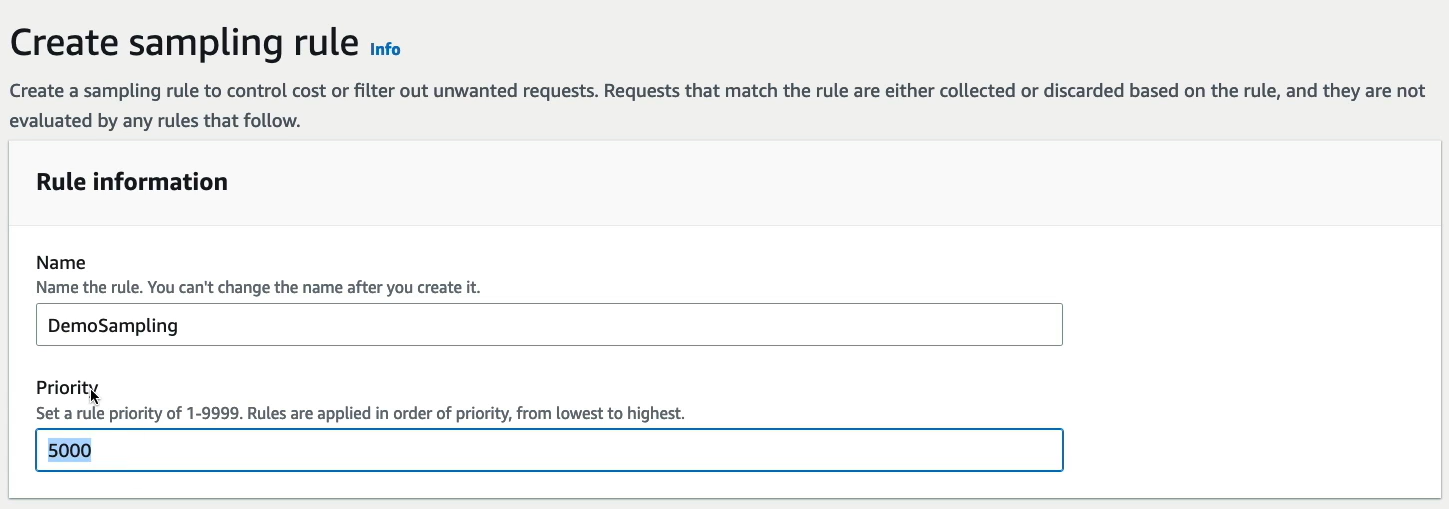 Create sampling rule Info
Create a sampling rule to control cost or filter out unwanted requests. Requests that match the rule are either collected or discarded based on the rule, and they are not
evaluated by any rules that follow.
Rule information
Name
Name the rule. You can't change the name after you create it.
DemoSampling
Priority
Set a rule priority of 1-9999. Rules are applied in order of priority, from lowest to highest.
5000